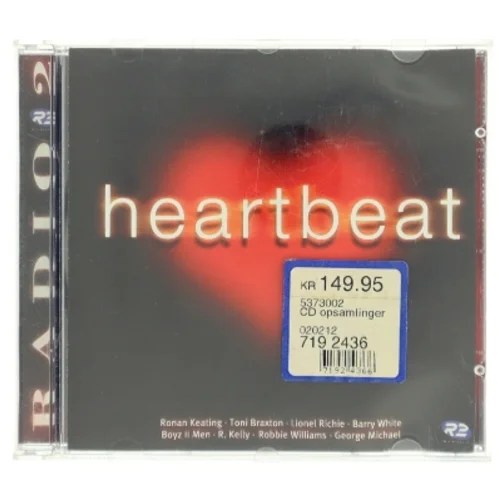 RADIO 2
R2
heartbeat
KR 149.95
5373002
CD opsamlinger
020212
719 2436
7192436
Ronan Keating · Toni Braxton · Lionel Richie · Barry White
Boyz II Men · R. Kelly · Robbie Williams · George Michael
R2